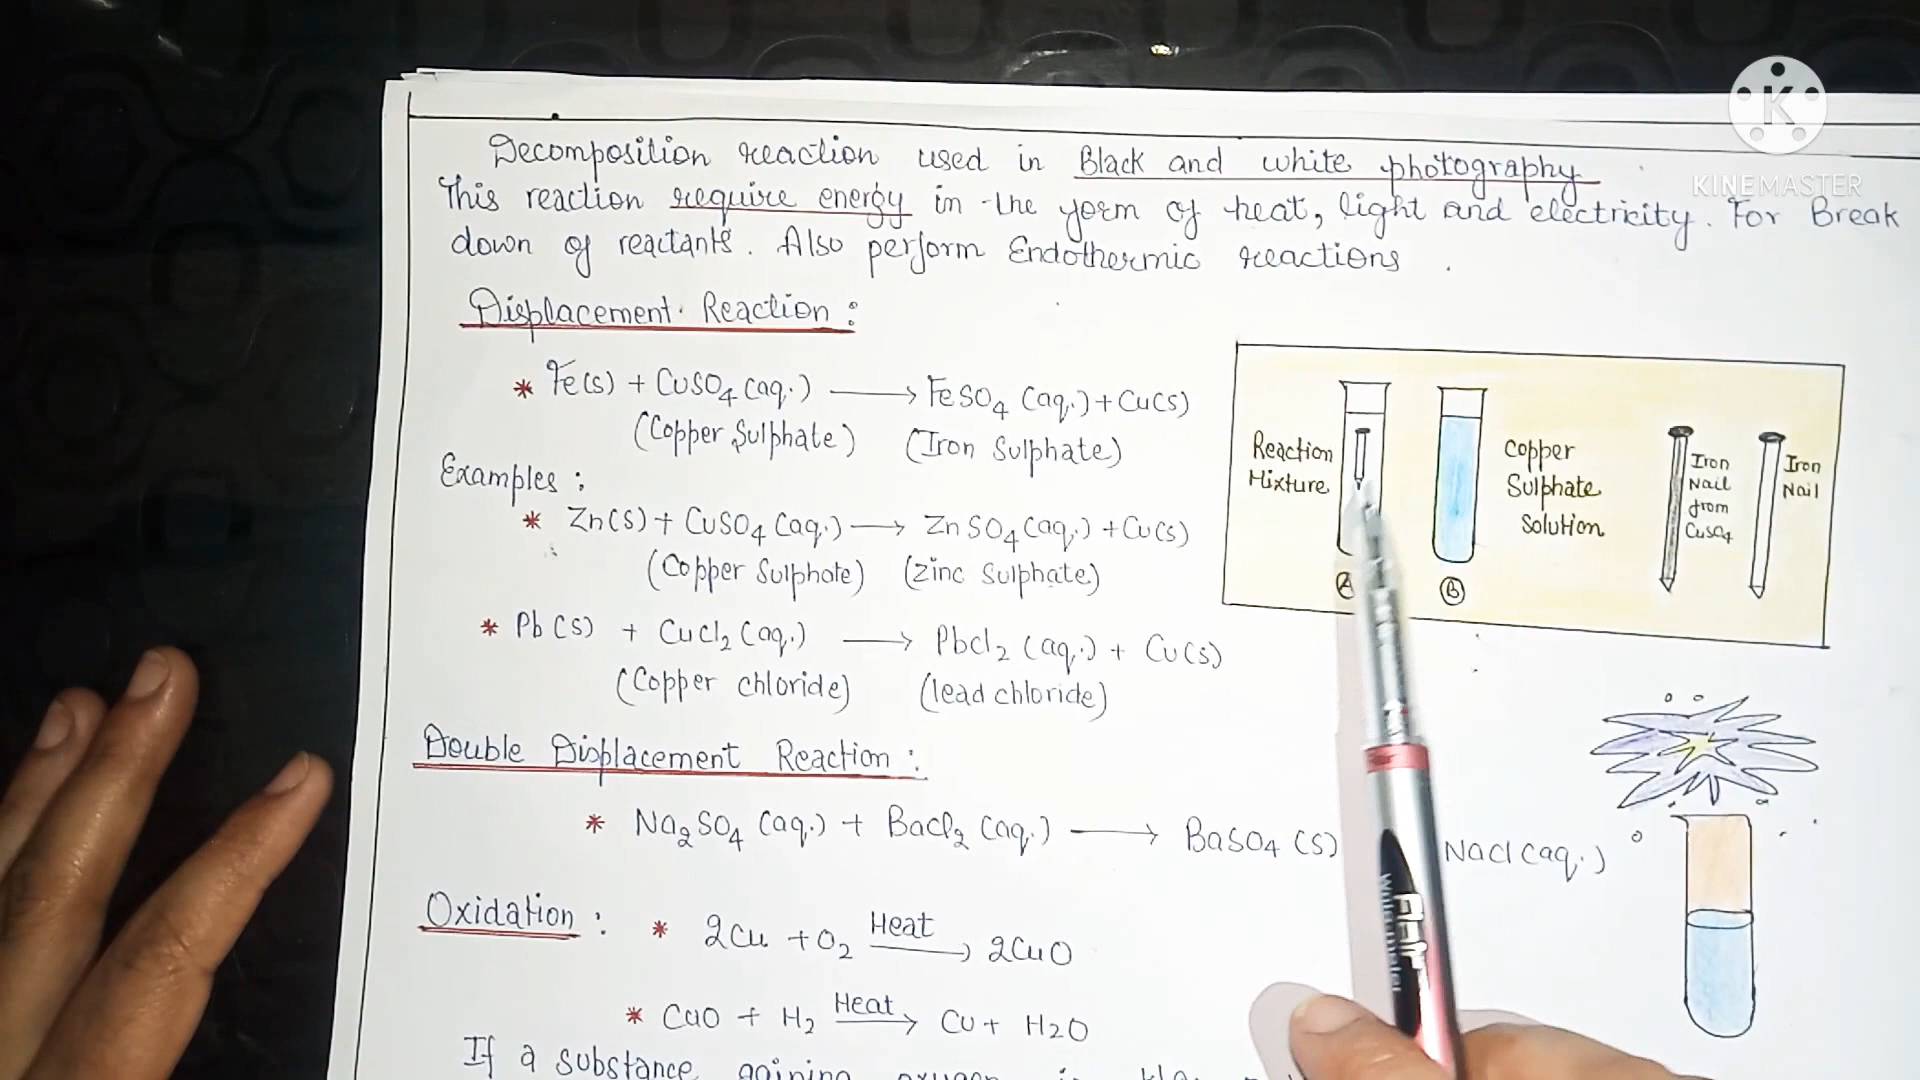 KINEMASTER
Decomposition reaction used in Black and white photography
This reaction require energy in the form of heat, light and electricity. For Break
down of reactants. Also perform Endothermic reactions.
Displacement Reaction:
* Fe(s) + CuSO4 (aq.) ⟶ FeSO4 (aq.) + Cu(s)
(Copper Sulphate) (Iron Sulphate)
Examples:
* Zn(s) + CuSO4 (aq.) ⟶ ZnSO4 (aq.) + Cu(s)
(Copper Sulphate) (Zinc Sulphate)
* Pb(s) + CuCl2 (aq.) ⟶ PbCl2 (aq.) + Cu(s)
(Copper chloride) (lead chloride)
Reaction
Mixture
A
B
Copper
Sulphate
Solution
Iron
Nail
from
CuSO4
Iron
Nail
Double Displacement Reaction:
* Na2SO4 (aq.) + BaCl2 (aq.) ⟶ BaSO4 (s) NaCl (aq.)
Oxidation: * 2Cu + O2 Heat⟶ 2CuO
* CuO + H2 Heat⟶ Cu + H2O
If a substance gaining oxygen